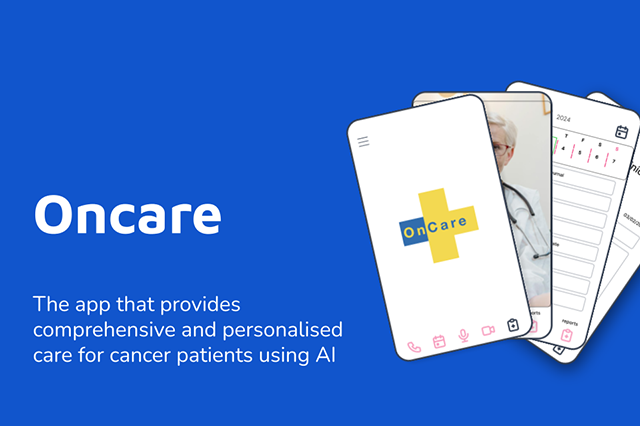 Oncare
The app that provides
comprehensive and personalised
care for cancer patients using AI
OnCare
2024
T F S S
4 5 6 7
reports